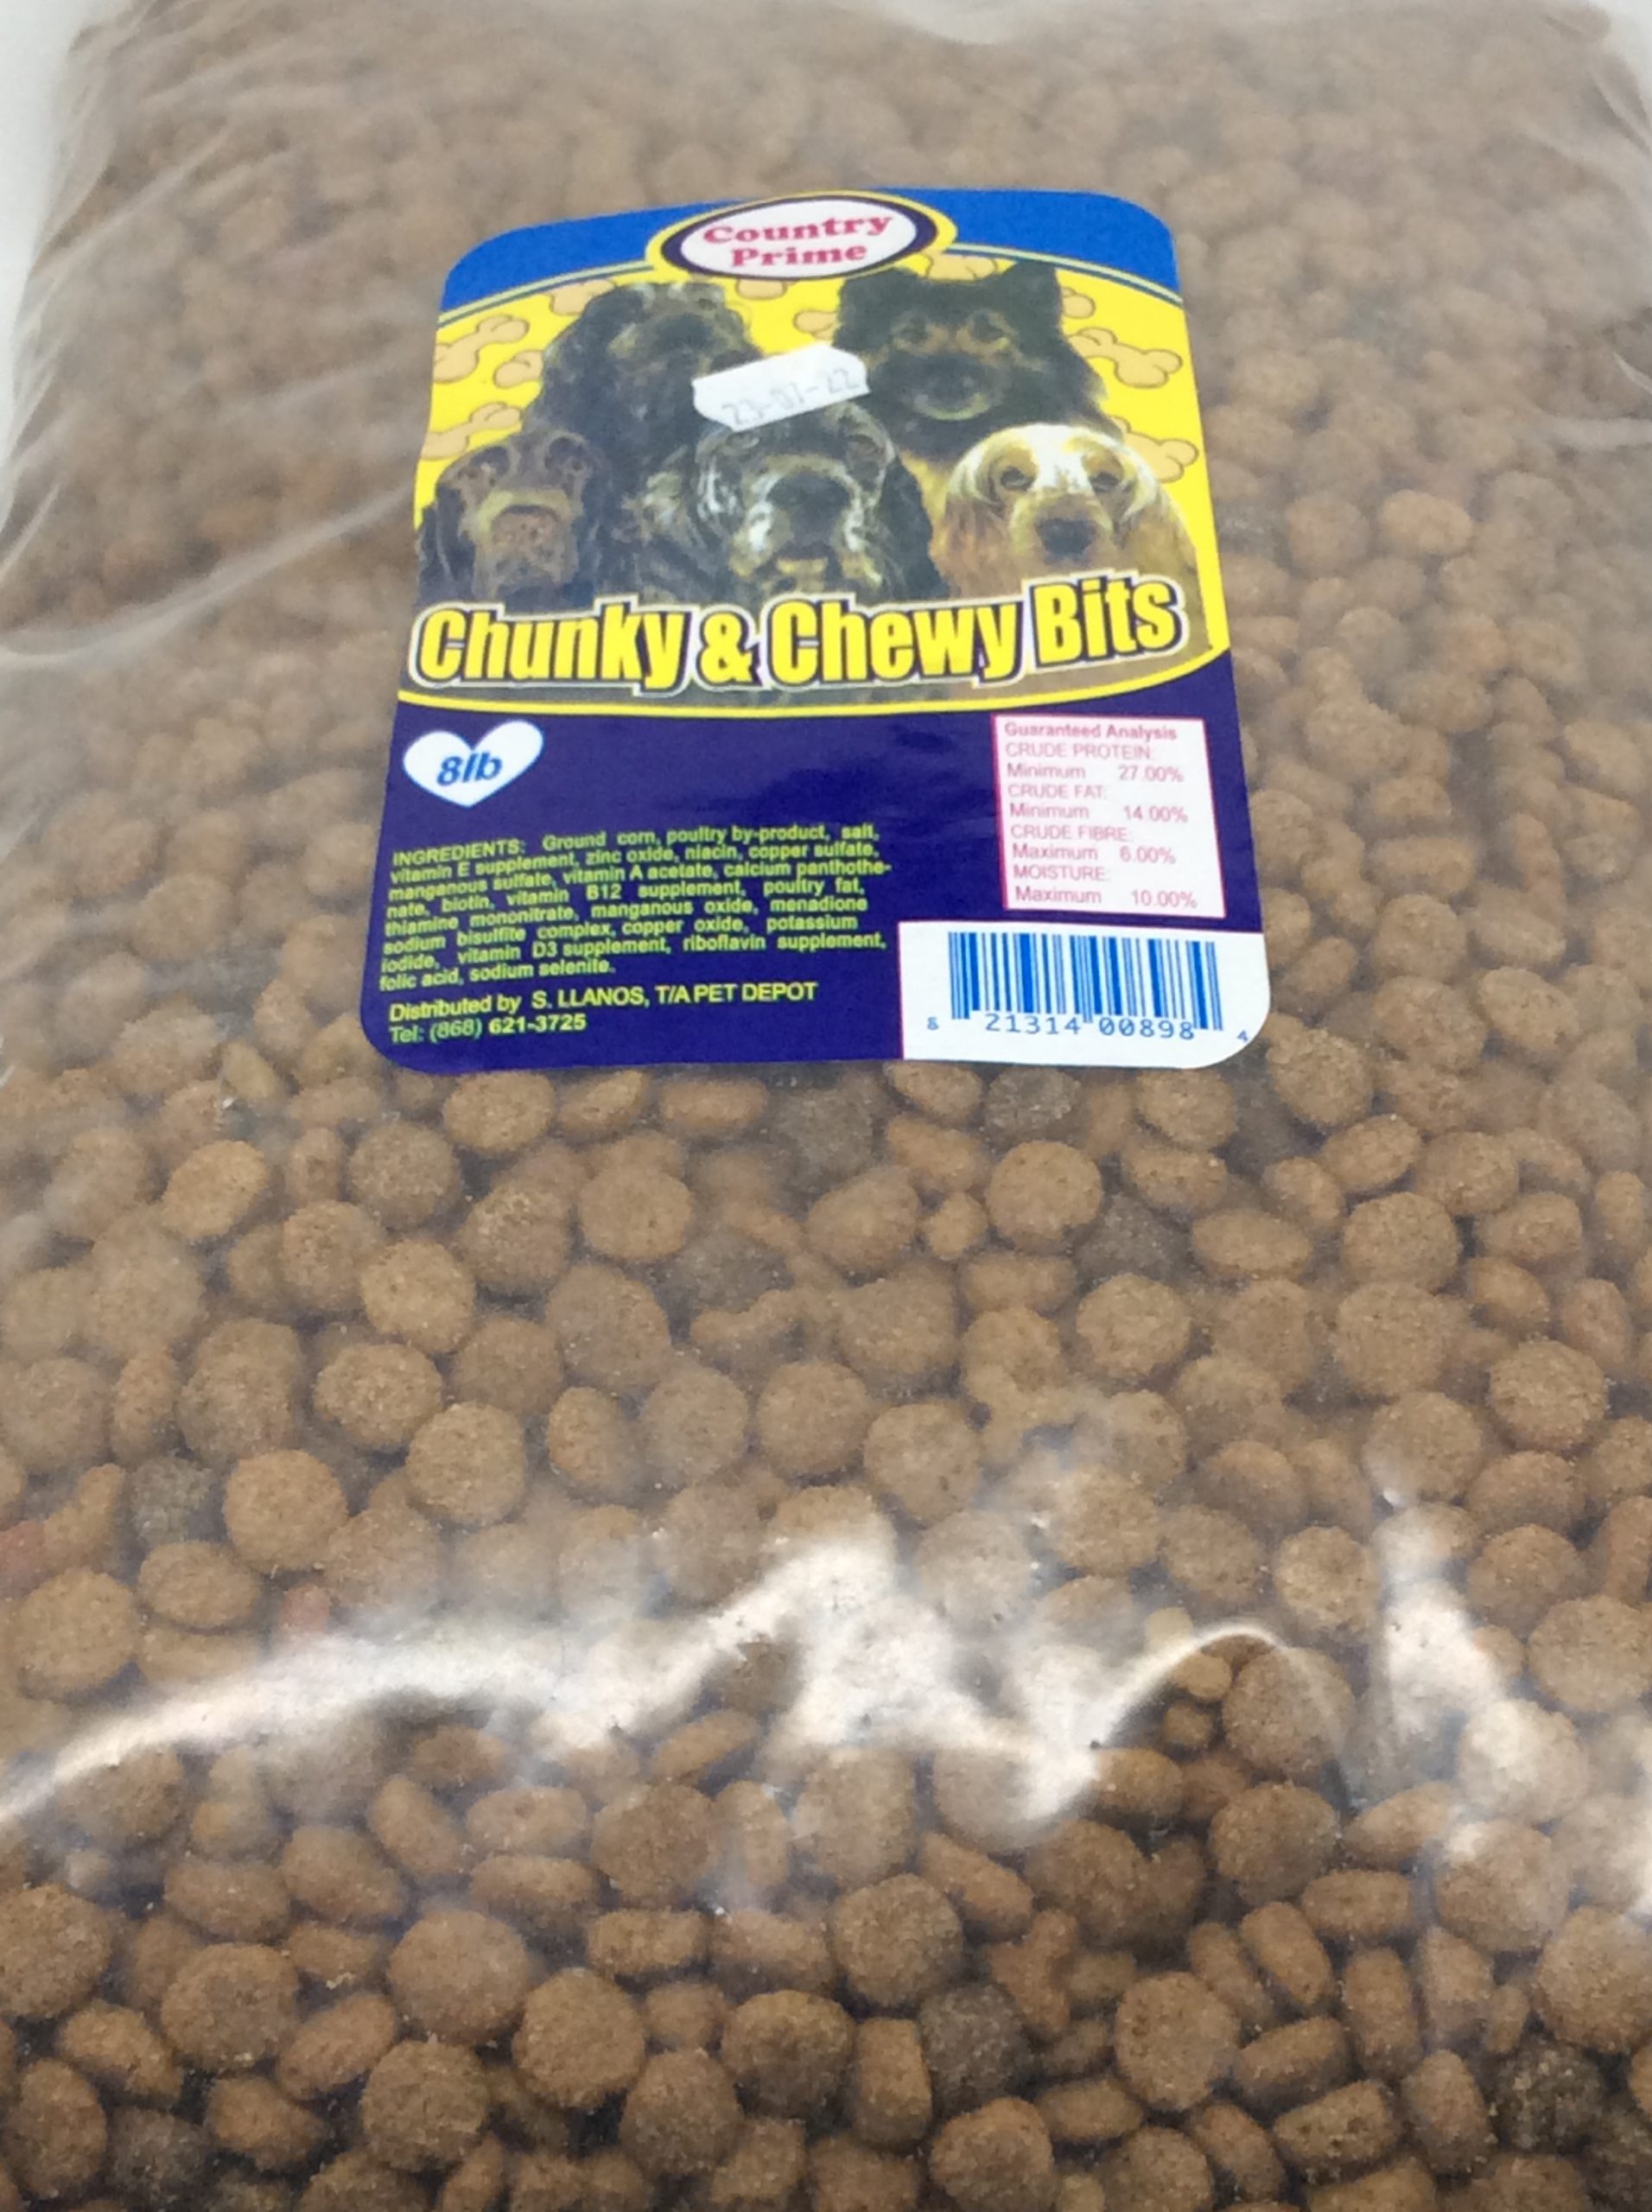 Country
Prime
23-07-22
Chunky & Chewy Bits
8lb
Guaranteed Analysis
CRUDE PROTEIN:
Minimum 27.00%
CRUDE FAT:
Minimum 14.00%
CRUDE FIBRE:
Maximum 6.00%
MOISTURE:
Maximum 10.00%
INGREDIENTS: Ground corn, poultry by-product, salt,
vitamin E supplement, zinc oxide, niacin, copper sulfate,
manganous sulfate, vitamin A acetate, calcium panthothe-
nate, biotin, vitamin B12 supplement, poultry fat,
thiamine mononitrate, manganous oxide, menadione
sodium bisulfite complex, copper oxide, potassium
iodide, vitamin D3 supplement, riboflavin supplement,
folic acid, sodium selenite.
Distributed by S. LLANOS, T/A PET DEPOT
Tel: (868) 621-3725
8 21314 00898 4